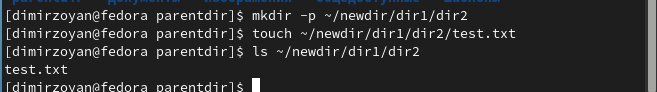 [dimirzoyan@fedora parentdir]$ mkdir -p ~/newdir/dir1/dir2
[dimirzoyan@fedora parentdir]$ touch ~/newdir/dir1/dir2/test.txt
[dimirzoyan@fedora parentdir]$ ls ~/newdir/dir1/dir2
test.txt
[dimirzoyan@fedora parentdir]$